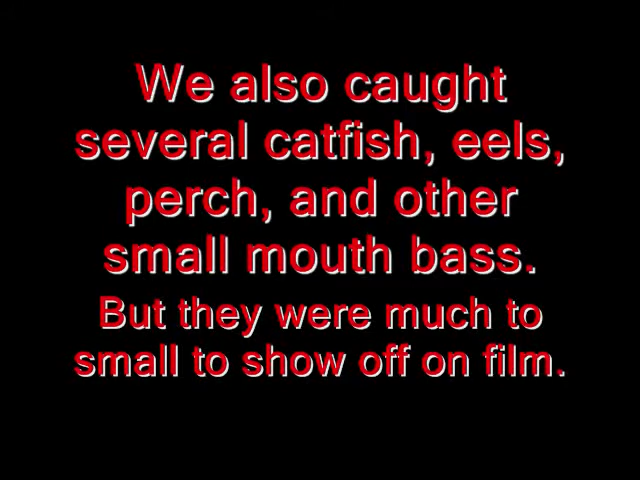 We also caught
several catfish, eels,
perch, and other
small mouth bass.
But they were much to
small to show off on film.